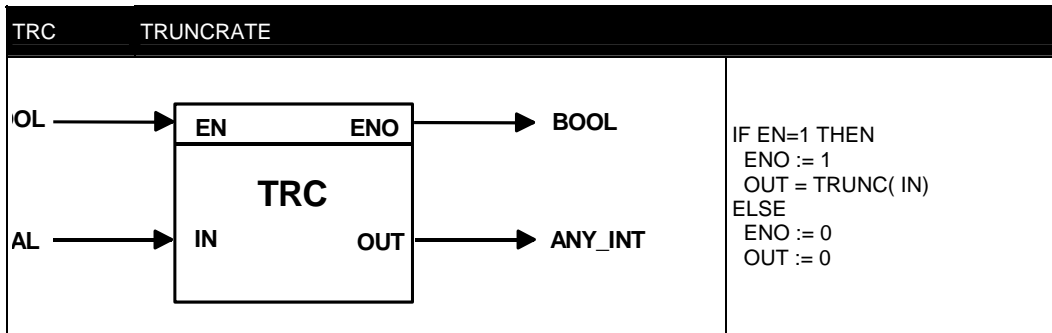 TRC TRUNCRATE
OL EN ENO BOOL
TRC
AL IN OUT ANY_INT
IF EN=1 THEN
ENO := 1
OUT = TRUNC( IN)
ELSE
ENO := 0
OUT := 0